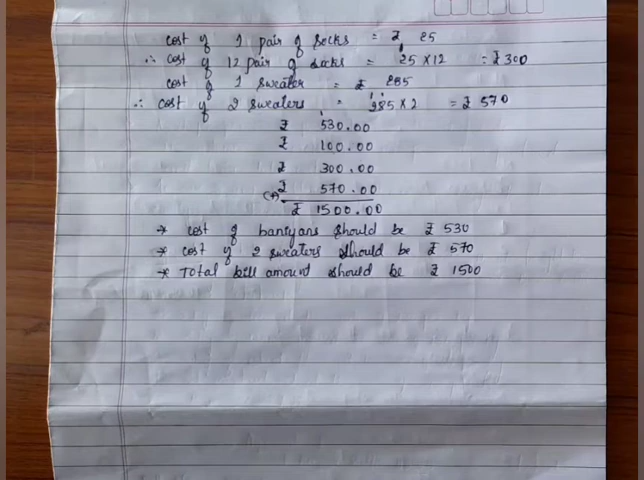 cost of 1 pair of socks = ₹ 25
∴ cost of 12 pair of socks = 25 × 12 = ₹ 300
cost of 1 sweater = ₹ 285
∴ cost of 2 sweaters = 285 × 2 = ₹ 570
₹ 530.00
₹ 100.00
₹ 300.00
(+) ₹ 570.00
₹ 1500.00
→ cost of banyans should be ₹ 530
→ cost of 2 sweaters should be ₹ 570
→ Total bill amount should be ₹ 1500